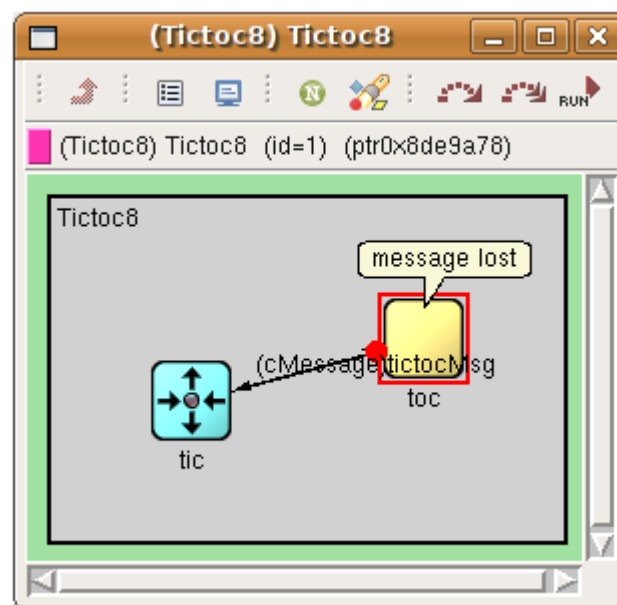 (Tictoc8) Tictoc8
N
RUN
(Tictoc8) Tictoc8 (id=1) (ptr0x8de9a78)
Tictoc8
message lost
(cMessage)tictocMsg
toc
tic